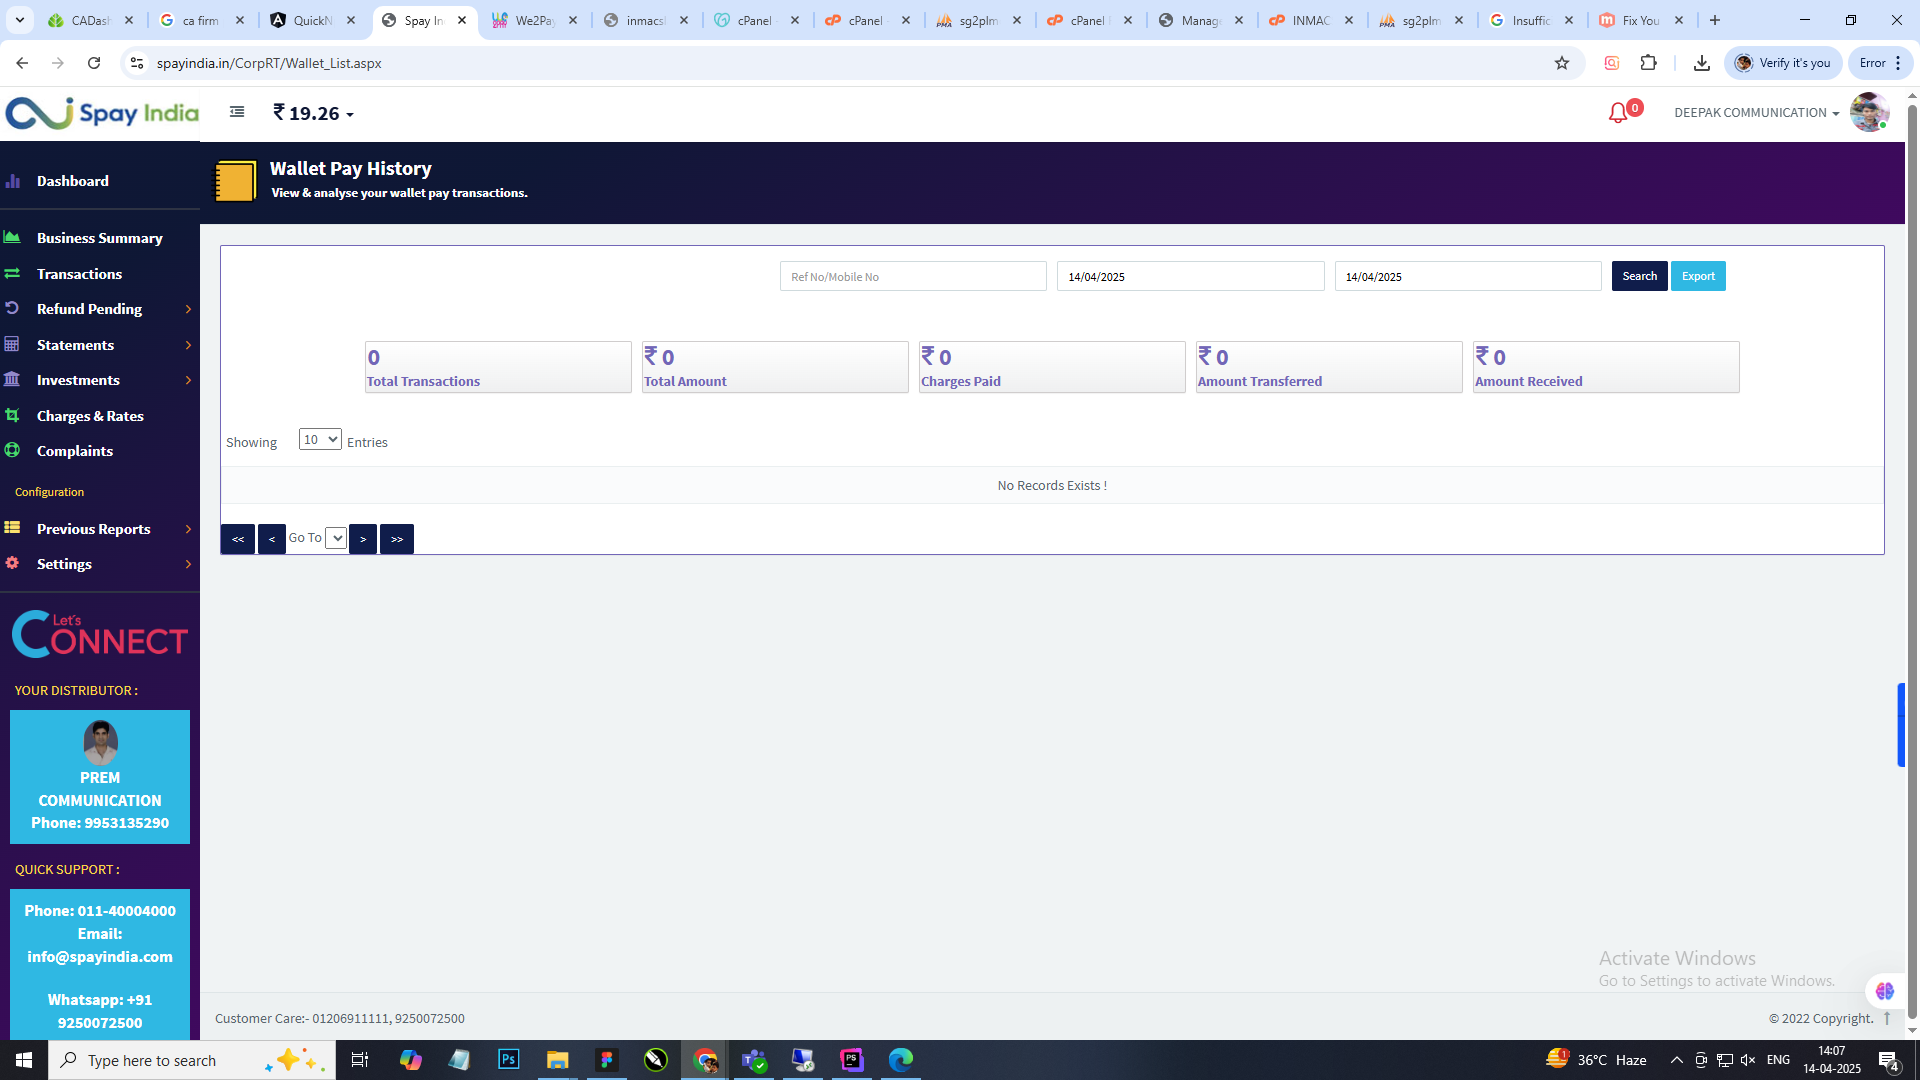 CADash
ca firm
QuickN
Spay In
We2Pay
inmacs
cPanel
cPanel
sg2plm
cPanel
Manage
INMAC
sg2plm
Insuffic
Fix You
spayindia.in/CorpRT/Wallet_List.aspx
Verify it's you
Error
Spay India
₹ 19.26
0
DEEPAK COMMUNICATION
Wallet Pay History
View & analyse your wallet pay transactions.
Dashboard
Business Summary
Transactions
Refund Pending
Statements
Investments
Charges & Rates
Complaints
Configuration
Previous Reports
Settings
Let's
CONNECT
YOUR DISTRIBUTOR :
PREM
COMMUNICATION
Phone: 9953135290
QUICK SUPPORT :
Phone: 011-40004000
Email:
info@spayindia.com
Whatsapp: +91
9250072500
Ref No/Mobile No
14/04/2025
14/04/2025
Search
Export
0
Total Transactions
₹ 0
Total Amount
₹ 0
Charges Paid
₹ 0
Amount Transferred
₹ 0
Amount Received
Showing 10 Entries
No Records Exists !
<< < Go To > >>
Activate Windows
Go to Settings to activate Windows.
Customer Care:- 01206911111, 9250072500
© 2022 Copyright.
Type here to search
36°C Haze
ENG
14:07
14-04-2025
4